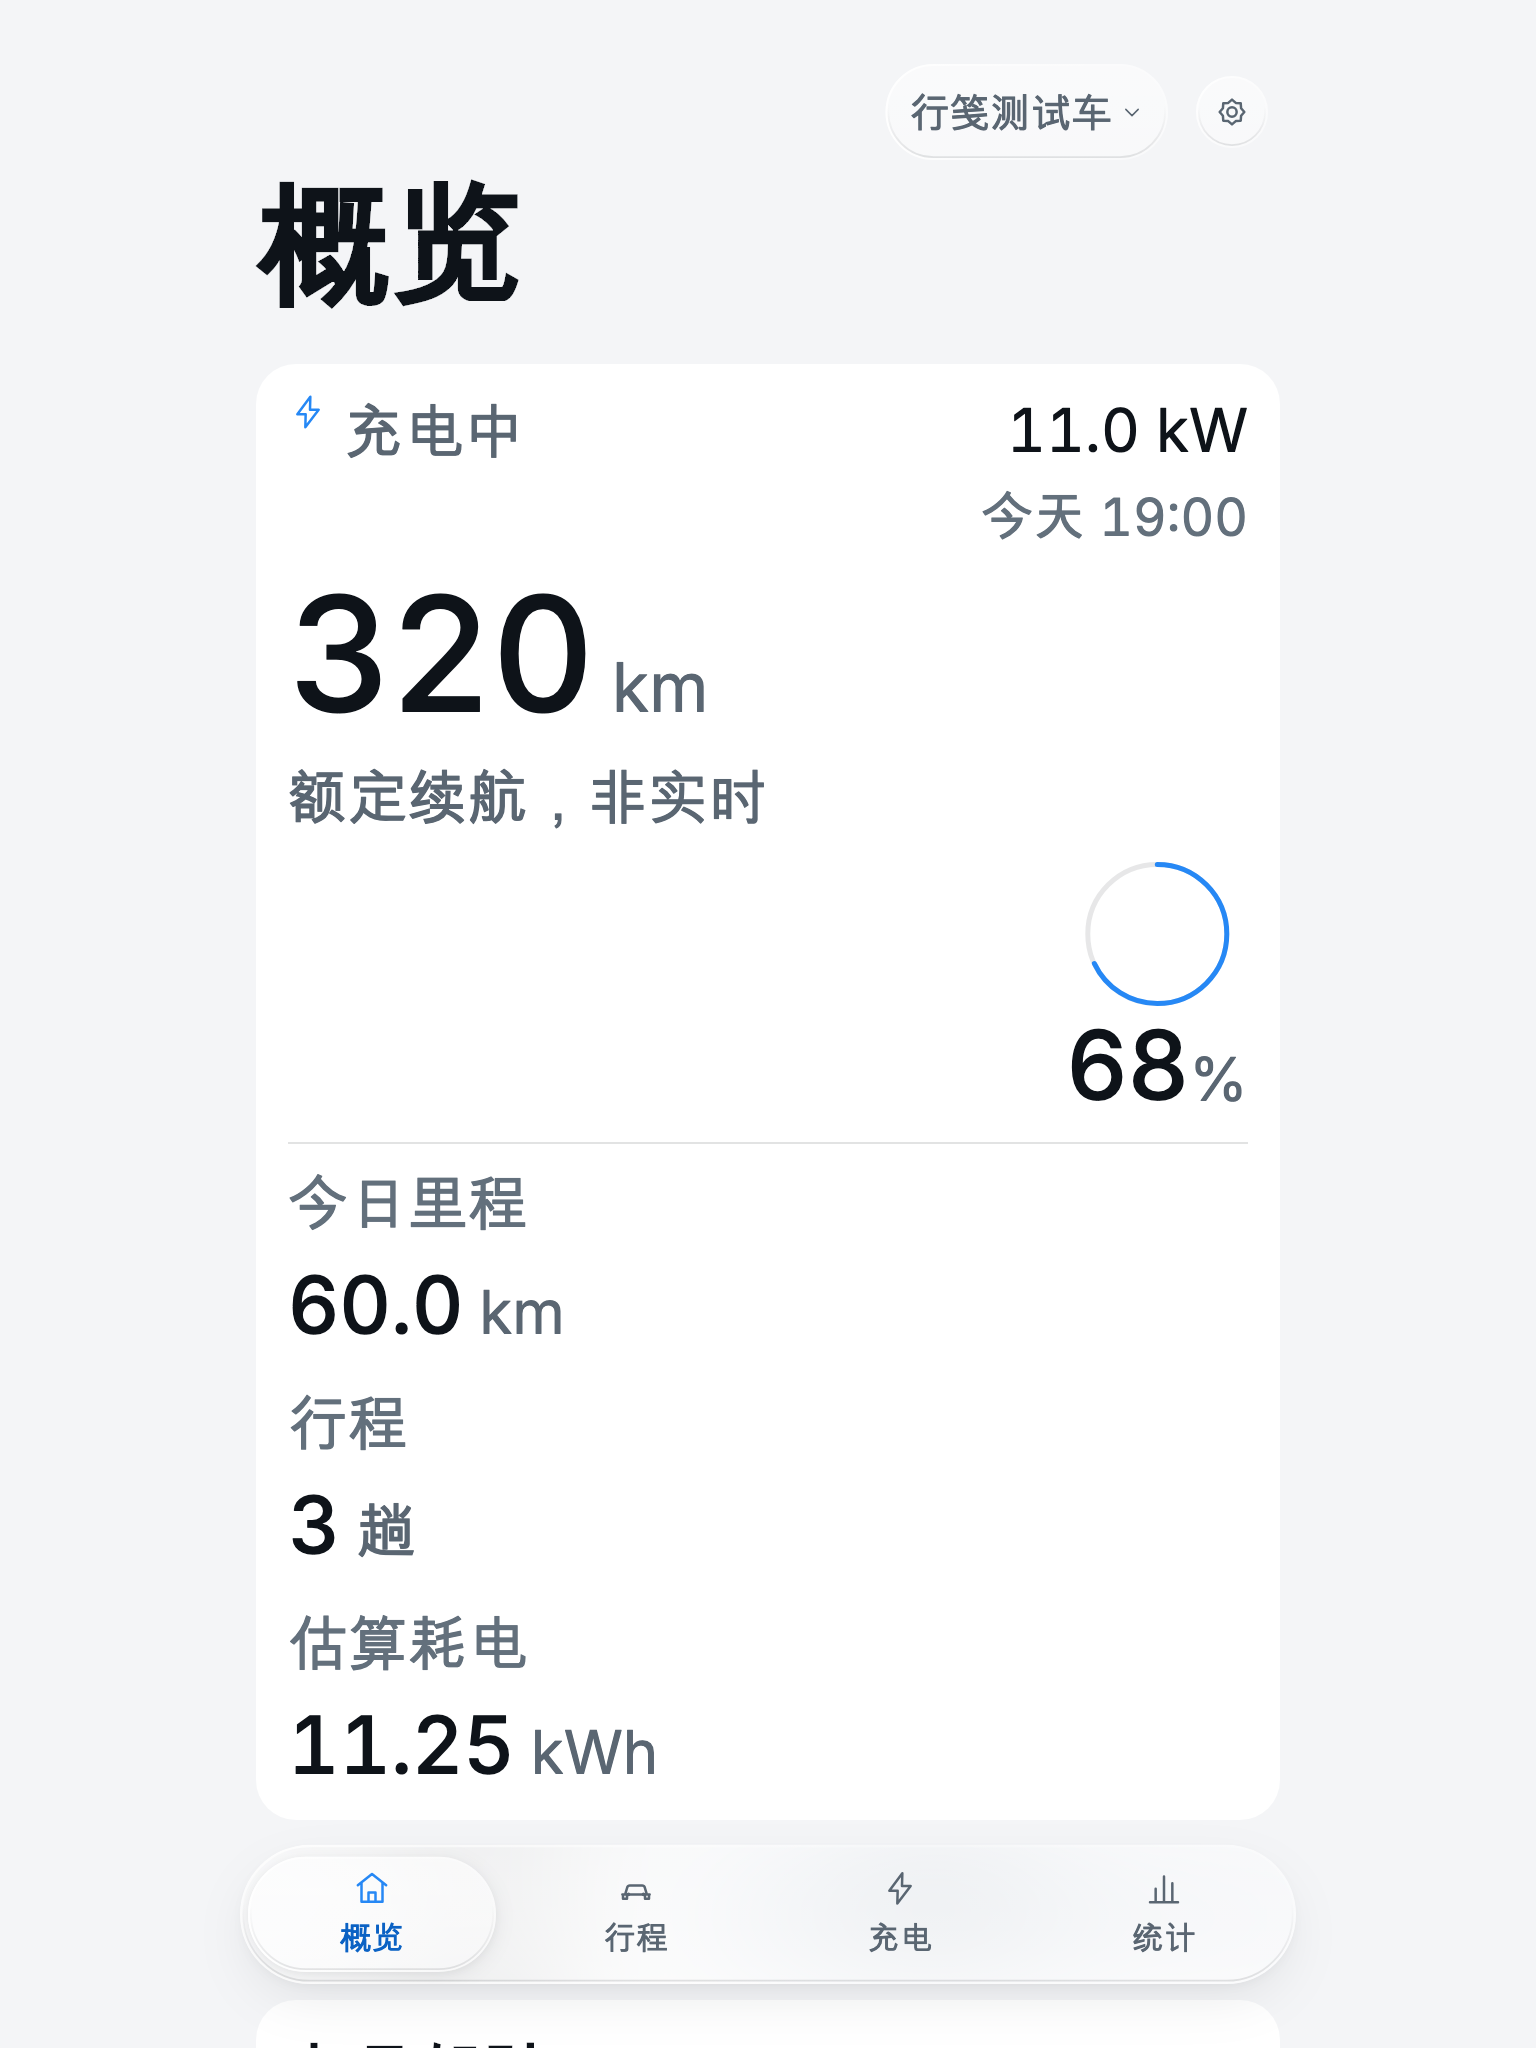 行笺测试车
概览
充电中
11.0 kW
今天 19:00
320 km
额定续航，非实时
68%
今日里程
60.0 km
行程
3 趟
估算耗电
11.25 kWh
概览
行程
充电
统计